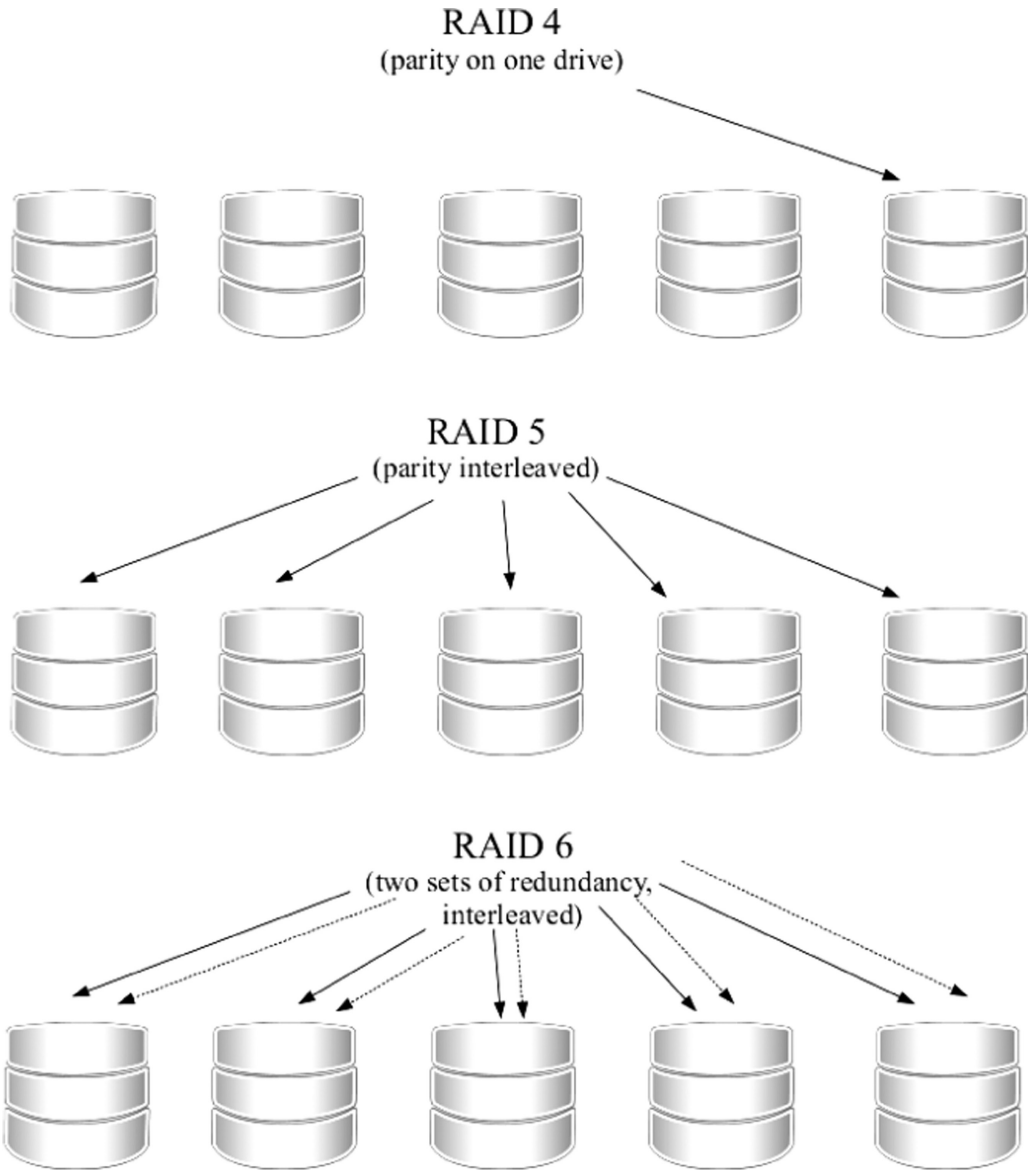 RAID 4
(parity on one drive)
RAID 5
(parity interleaved)
RAID 6
(two sets of redundancy,
interleaved)